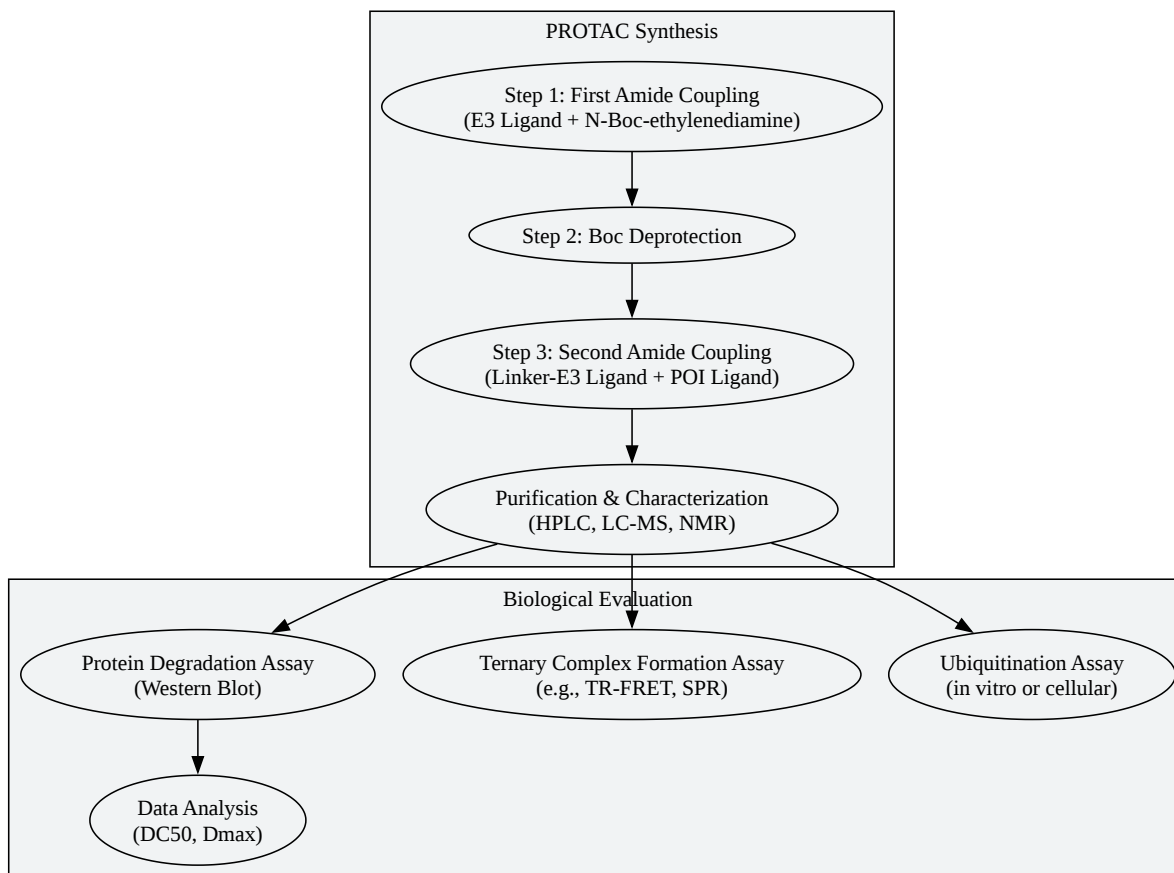 PROTAC Synthesis
Step 1: First Amide Coupling
(E3 Ligand + N-Boc-ethylenediamine)
Step 2: Boc Deprotection
Step 3: Second Amide Coupling
(Linker-E3 Ligand + POI Ligand)
Purification & Characterization
(HPLC, LC-MS, NMR)
Biological Evaluation
Protein Degradation Assay
(Western Blot)
Ternary Complex Formation Assay
(e.g., TR-FRET, SPR)
Ubiquitination Assay
(in vitro or cellular)
Data Analysis
(DC50, Dmax)